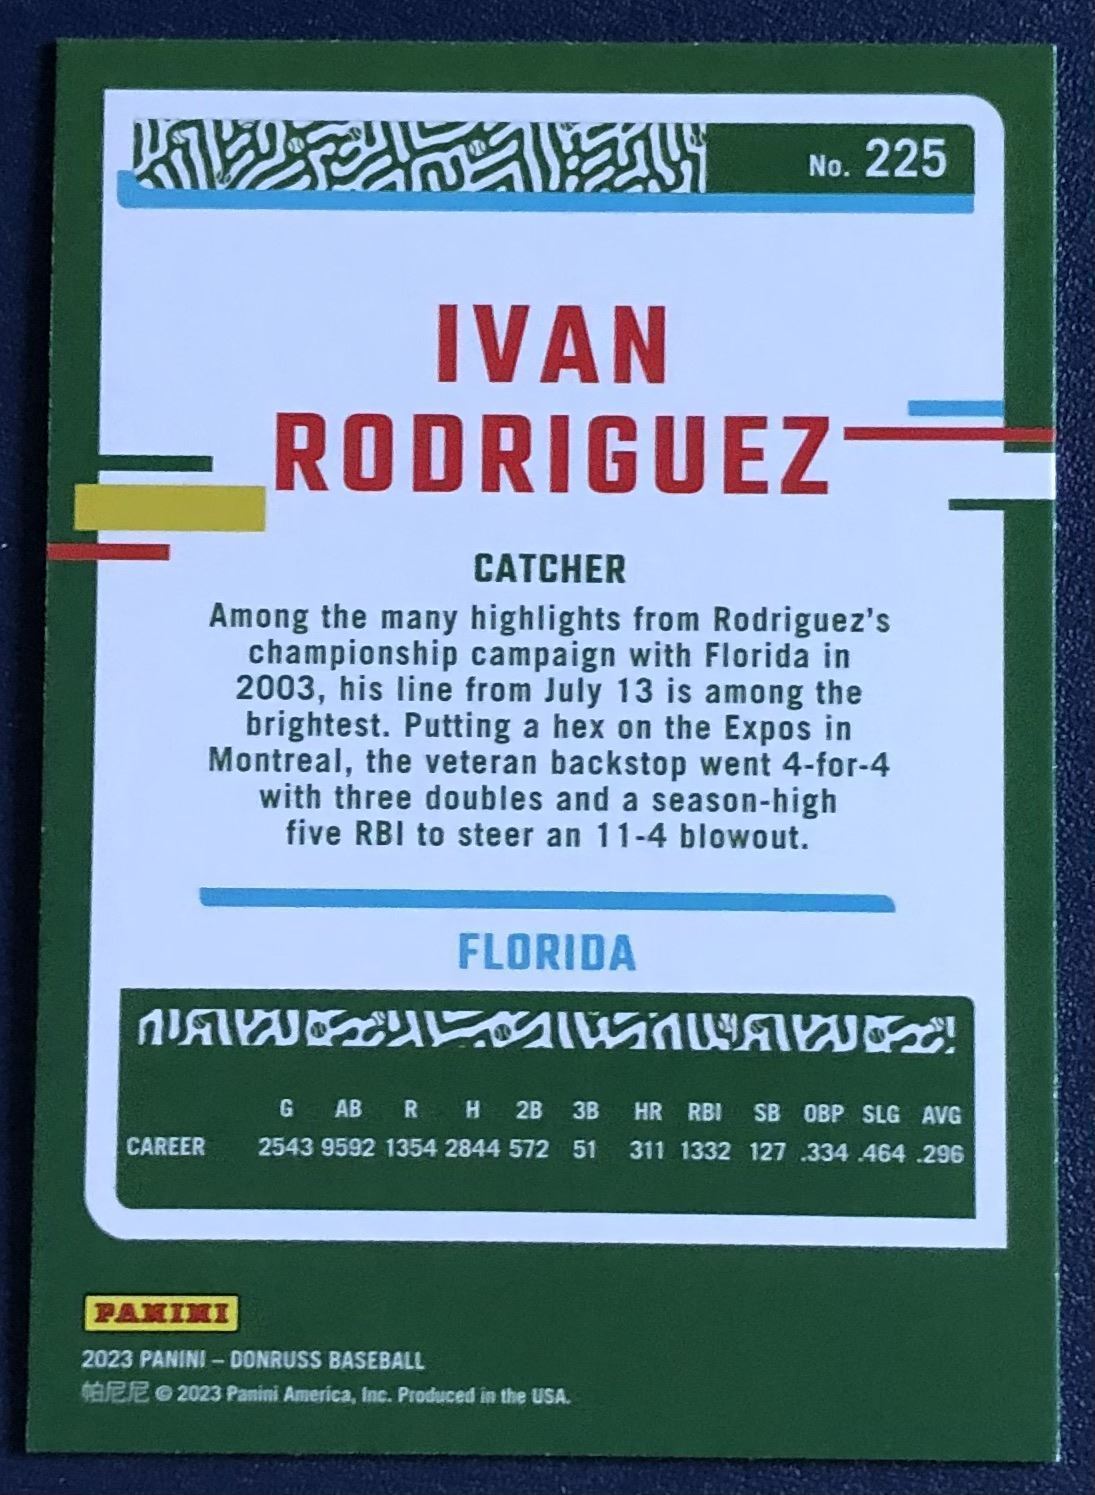 No. 225
IVAN
RODRIGUEZ
CATCHER
Among the many highlights from Rodriguez's
championship campaign with Florida in
2003, his line from July 13 is among the
brightest. Putting a hex on the Expos in
Montreal, the veteran backstop went 4-for-4
with three doubles and a season-high
five RBI to steer an 11-4 blowout.
FLORIDA
G AB R H 2B 3B HR RBI SB OBP SLG AVG
CAREER 2543 9592 1354 2844 572 51 311 1332 127 .334 .464 .296
PANINI
2023 PANINI – DONRUSS BASEBALL
帕尼尼 © 2023 Panini America, Inc. Produced in the USA.